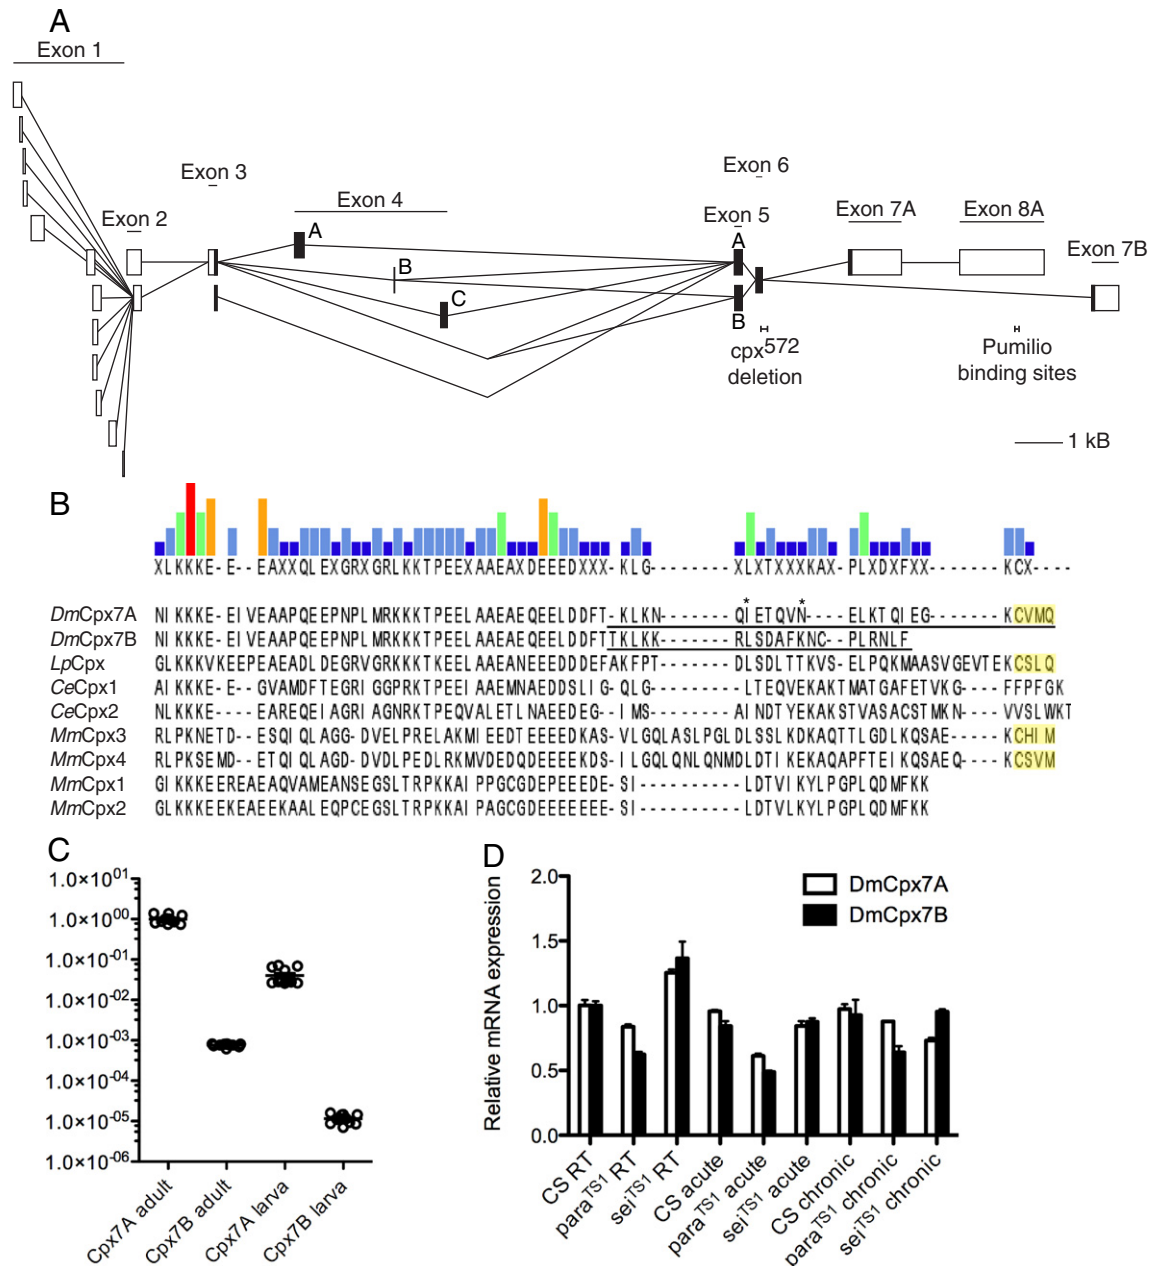 A
Exon 1
Exon 6
Exon 3
Exon 4
Exon 5
Exon 7A
Exon 8A
Exon 2
Exon 7B
A
A
B
C
B
cpx572
deletion
Pumilio
binding sites
1 kB
B
XLKKKE-E--EAXXQLEXGRXGRLKKTPEEXAAEAXDEEEDXXX-KLG--------XLXTXXXKAX-PLXDXFXX-------KCX----
* *
DmCpx7A NIKKKE-EIVEAAPQEEPNPLMRKKKTPEELAAEAEQEELDDFT-KLKN-------QIETQVN----ELKTQIEG-------KCVMQ
DmCpx7B NIKKKE-EIVEAAPQEEPNPLMRKKKTPEELAAEAEQEELDDFTTKLKK--------RLSDAFKNC--PLRNLF
LpCpx GLKKKVKEEPEAEADLDEGRVGRKKKTPEELAAEANEEEDDDEFAKFPT--------DLSDLTTKVS-ELPQKMAASVGEVTEKCSLQ
CeCpx1 AIKKKE-E--GVAMDFTEGRIGGPRKTPEEIAAEMNAEDDSLIG-QLG---------LTEQVEKAKTMATGAFETVKG----FFPFGK
CeCpx2 NLKKKE----EAREQEIAGRIAGNRKTPEQVALETLNAEEDEG-IMS--------AINDTYEKAKSTVASACSTMKN----VVSLWKT
MmCpx3 RLPKNETD--ESQIQLAGG-DVELPRELAKMIEEDTEEEEDKAS-VLGQLASLPGLDLSSLKDKAQTTLGDLKQSAE-----KCHIM
MmCpx4 RLPKSEMD--ETQIQLAGD-DVDLPEDLRKMVDEDQDEEEEKDS-ILGQLQNLQNMDLDTIKEKAQAPFTEIKQSAEQ----KCSVM
MmCpx1 GIKKKEEREAEAQVAMEANSEGSLTRPKKAIPPGCGDEPEEEDE-SI----------LDTVIKYLPGPLQDMFKK
MmCpx2 GLKKKEEKEAEEKAALEQPCEGSLTRPKKAIPAGCGDEEEEEEE-SI----------LDTVLKYLPGPLQDMFKK
C
1.0×10⁰¹
1.0×10⁰⁰
1.0×10⁻⁰¹
1.0×10⁻⁰²
1.0×10⁻⁰³
1.0×10⁻⁰⁴
1.0×10⁻⁰⁵
1.0×10⁻⁰⁶
Cpx7A adult
Cpx7B adult
Cpx7A larva
Cpx7B larva
D
Relative mRNA expression
2.0
1.5
1.0
0.5
0.0
DmCpx7A
DmCpx7B
CS RT
paraTS1 RT
seiTS1 RT
CS acute
paraTS1 acute
seiTS1 acute
CS chronic
paraTS1 chronic
seiTS1 chronic